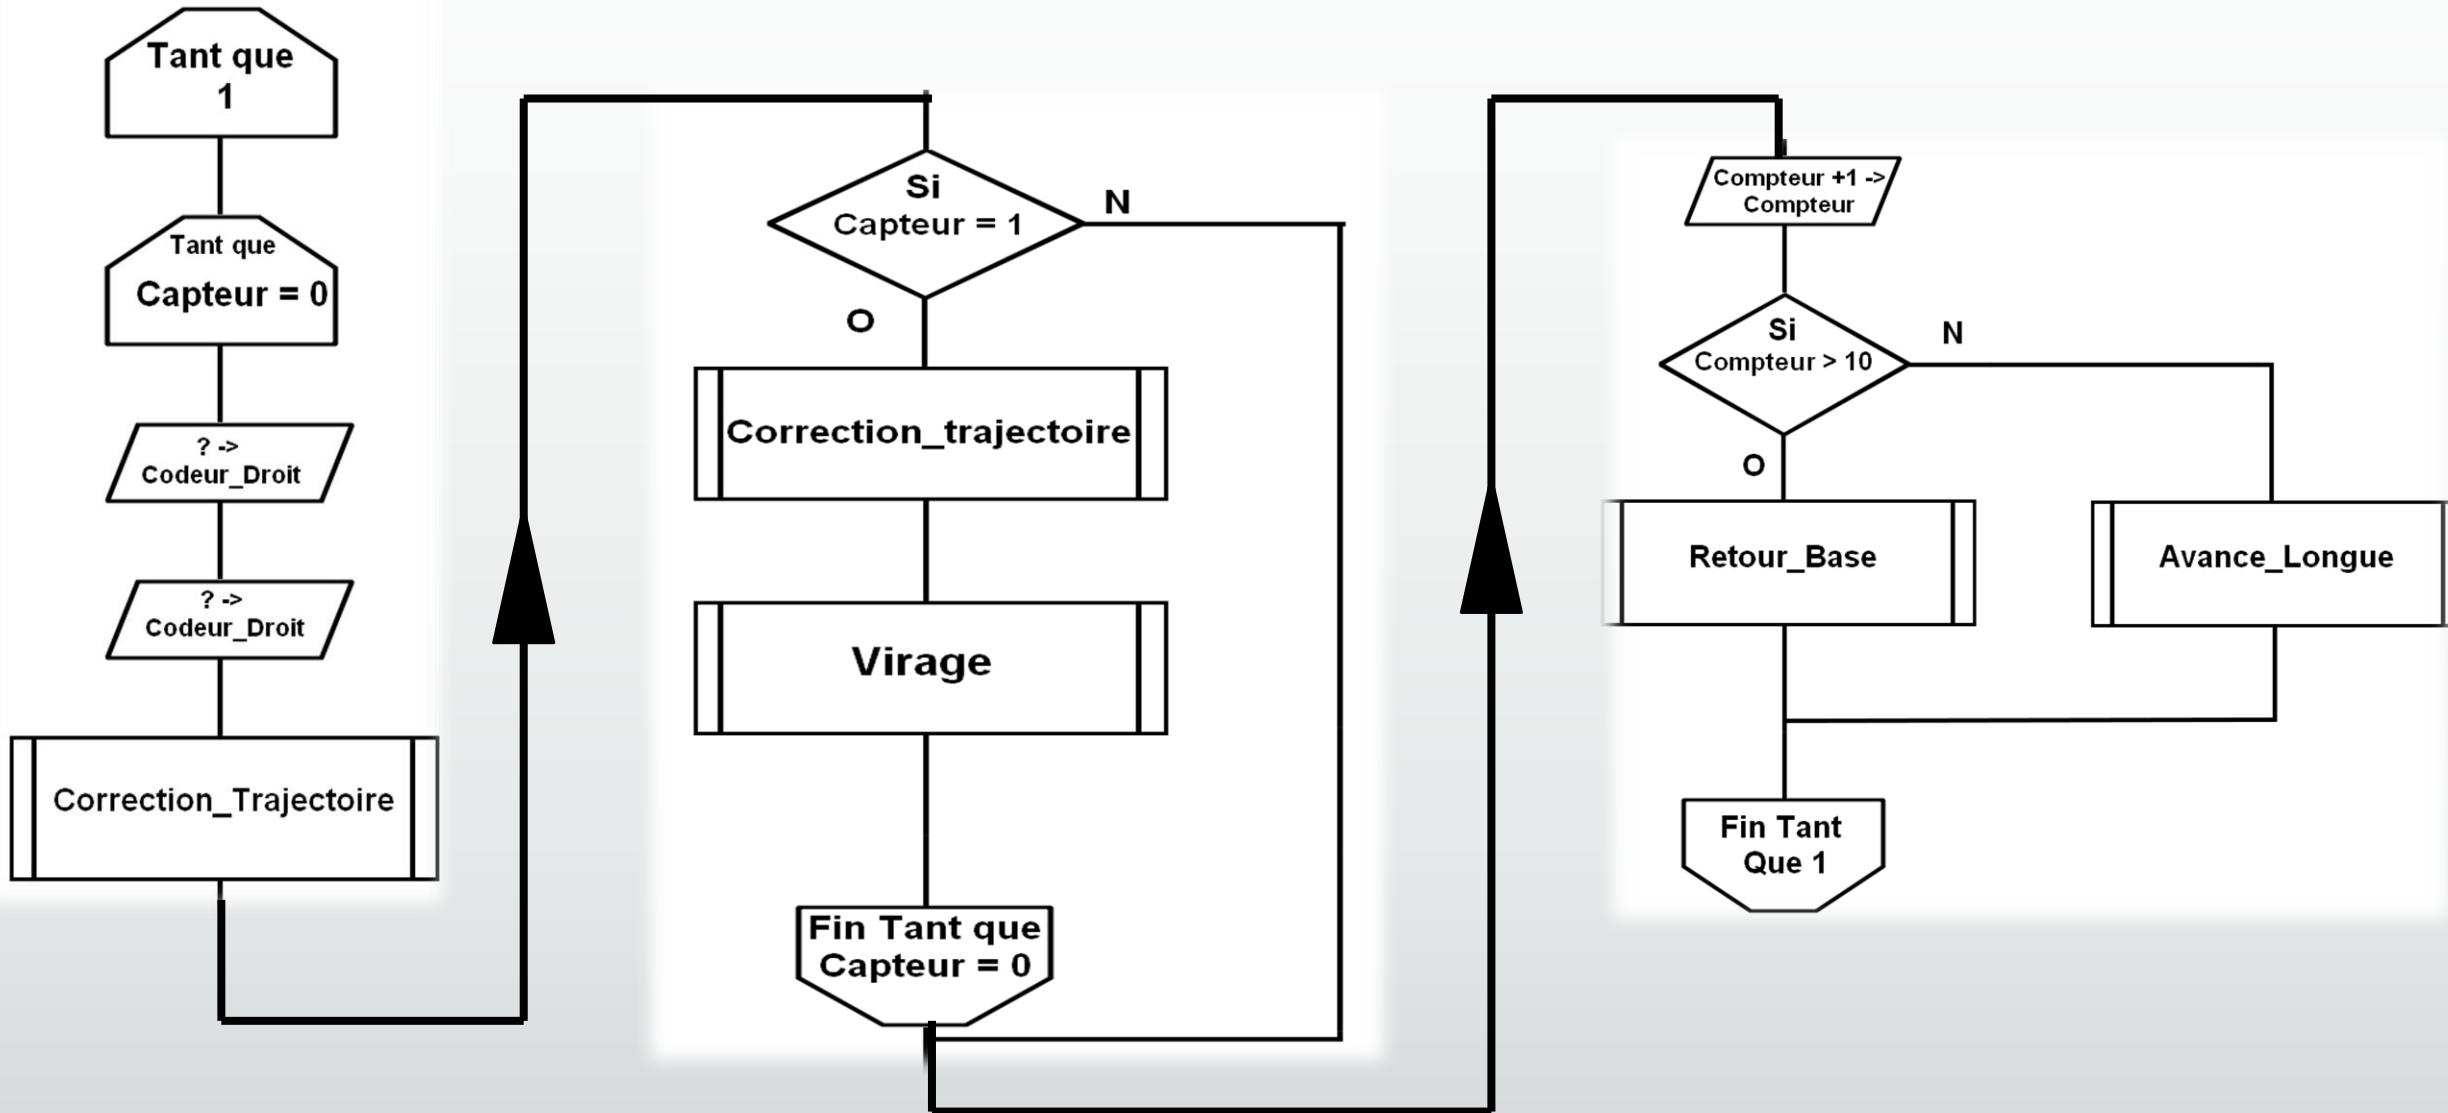 Tant que
1
Tant que
Capteur = 0
? ->
Codeur_Droit
? ->
Codeur_Droit
Correction_Trajectoire
Si
Capteur = 1
N
O
Correction_trajectoire
Virage
Fin Tant que
Capteur = 0
Compteur +1 ->
Compteur
Si
Compteur > 10
N
O
Retour_Base
Avance_Longue
Fin Tant
Que 1